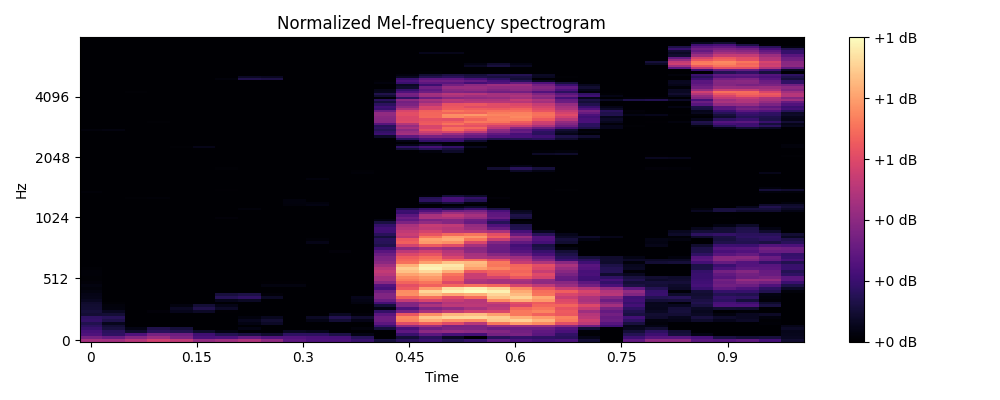 Normalized Mel-frequency spectrogram
Hz
4096
2048
1024
512
0
0 0.15 0.3 0.45 0.6 0.75 0.9
Time
+1 dB
+1 dB
+1 dB
+0 dB
+0 dB
+0 dB